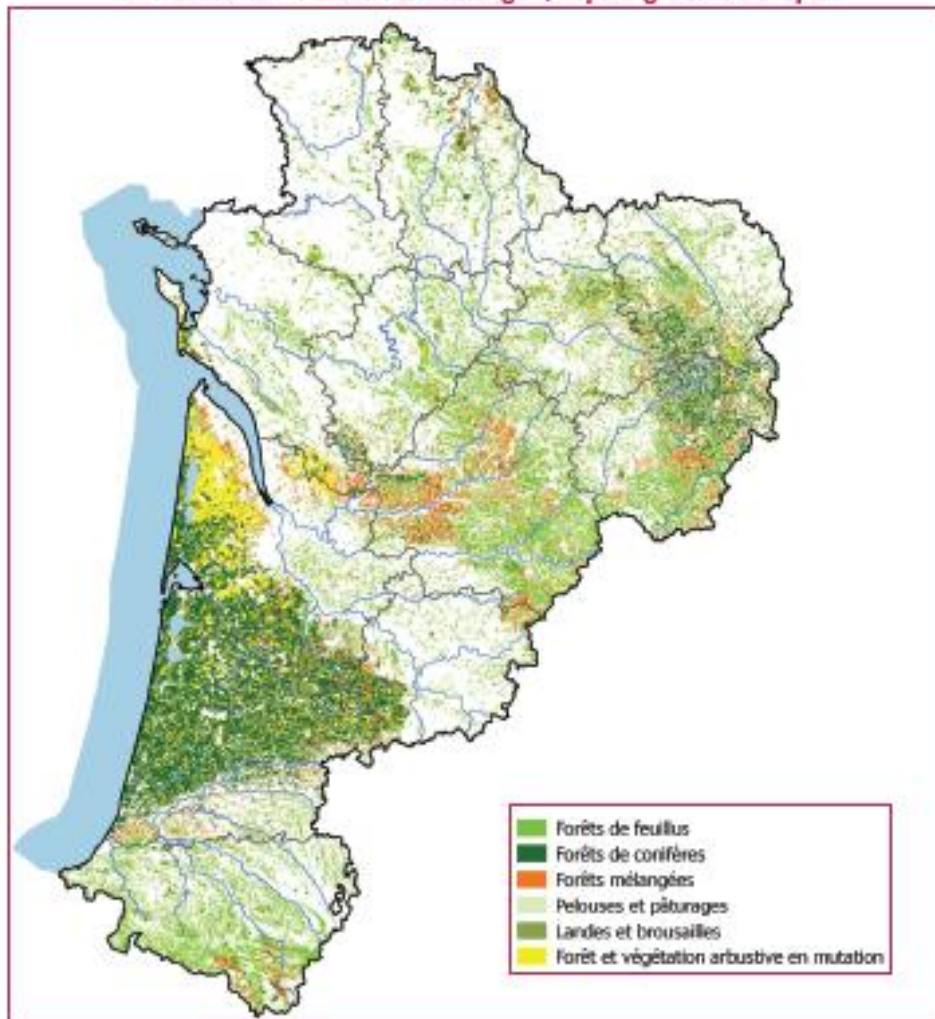 Forêts de feuillus
Forêts de conifères
Forêts mélangées
Pelouses et pâturages
Landes et brousailles
Forêt et végétation arbustive en mutation